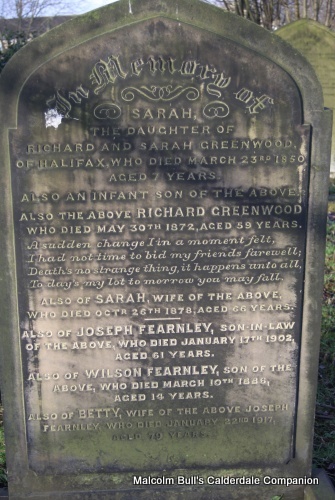 In Memory of
SARAH,
THE DAUGHTER OF
RICHARD AND SARAH GREENWOOD,
OF HALIFAX, WHO DIED MARCH 23RD 1850
AGED 7 YEARS.
ALSO AN INFANT SON OF THE ABOVE.
ALSO THE ABOVE RICHARD GREENWOOD
WHO DIED MAY 30TH 1872, AGED 59 YEARS.
A sudden change I in a moment felt,
I had not time to bid my friends farewell;
Death's no strange thing, it happens unto all,
To day's my lot to morrow you may fall.
ALSO OF SARAH, WIFE OF THE ABOVE,
WHO DIED OCTR 26TH 1878, AGED 66 YEARS.
ALSO OF JOSEPH FEARNLEY, SON-IN-LAW
OF THE ABOVE, WHO DIED JANUARY 17TH 1902,
AGED 61 YEARS.
ALSO OF WILSON FEARNLEY, SON OF THE
ABOVE, WHO DIED MARCH 10TH 1886,
AGED 14 YEARS.
ALSO OF BETTY, WIFE OF THE ABOVE JOSEPH
FEARNLEY, WHO DIED JANUARY 22ND 1917,
AGED 70 YEARS.
Malcolm Bull's Calderdale Companion